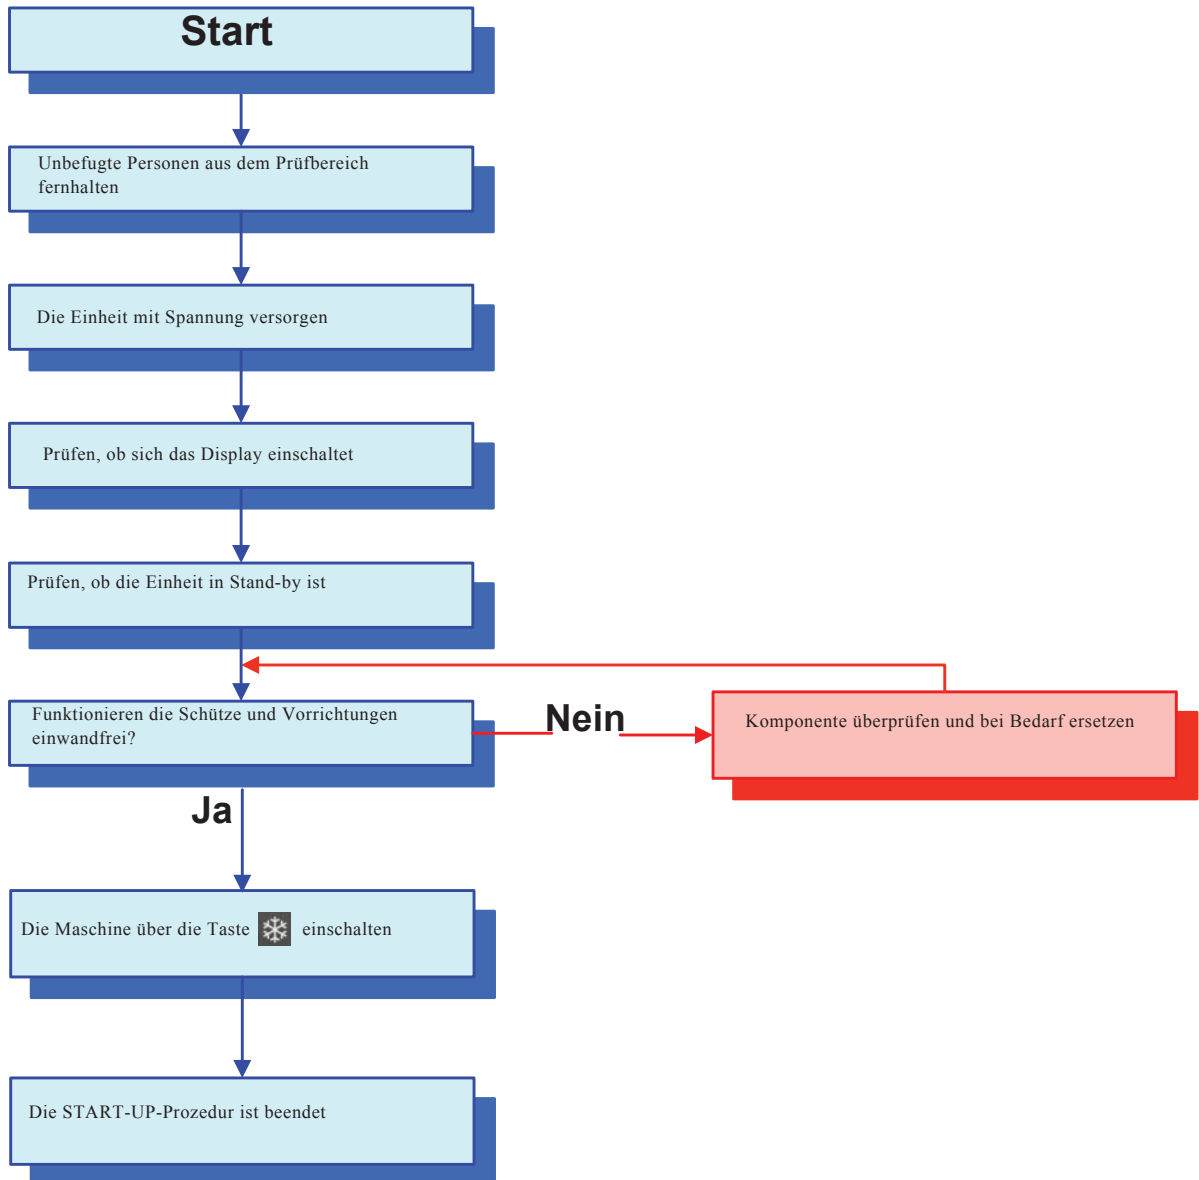 Start
Unbefugte Personen aus dem Prüfbereich
fernhalten
Die Einheit mit Spannung versorgen
Prüfen, ob sich das Display einschaltet
Prüfen, ob die Einheit in Stand-by ist
Funktionieren die Schütze und Vorrichtungen
einwandfrei?
Nein
Komponente überprüfen und bei Bedarf ersetzen
Ja
Die Maschine über die Taste einschalten
Die START-UP-Prozedur ist beendet